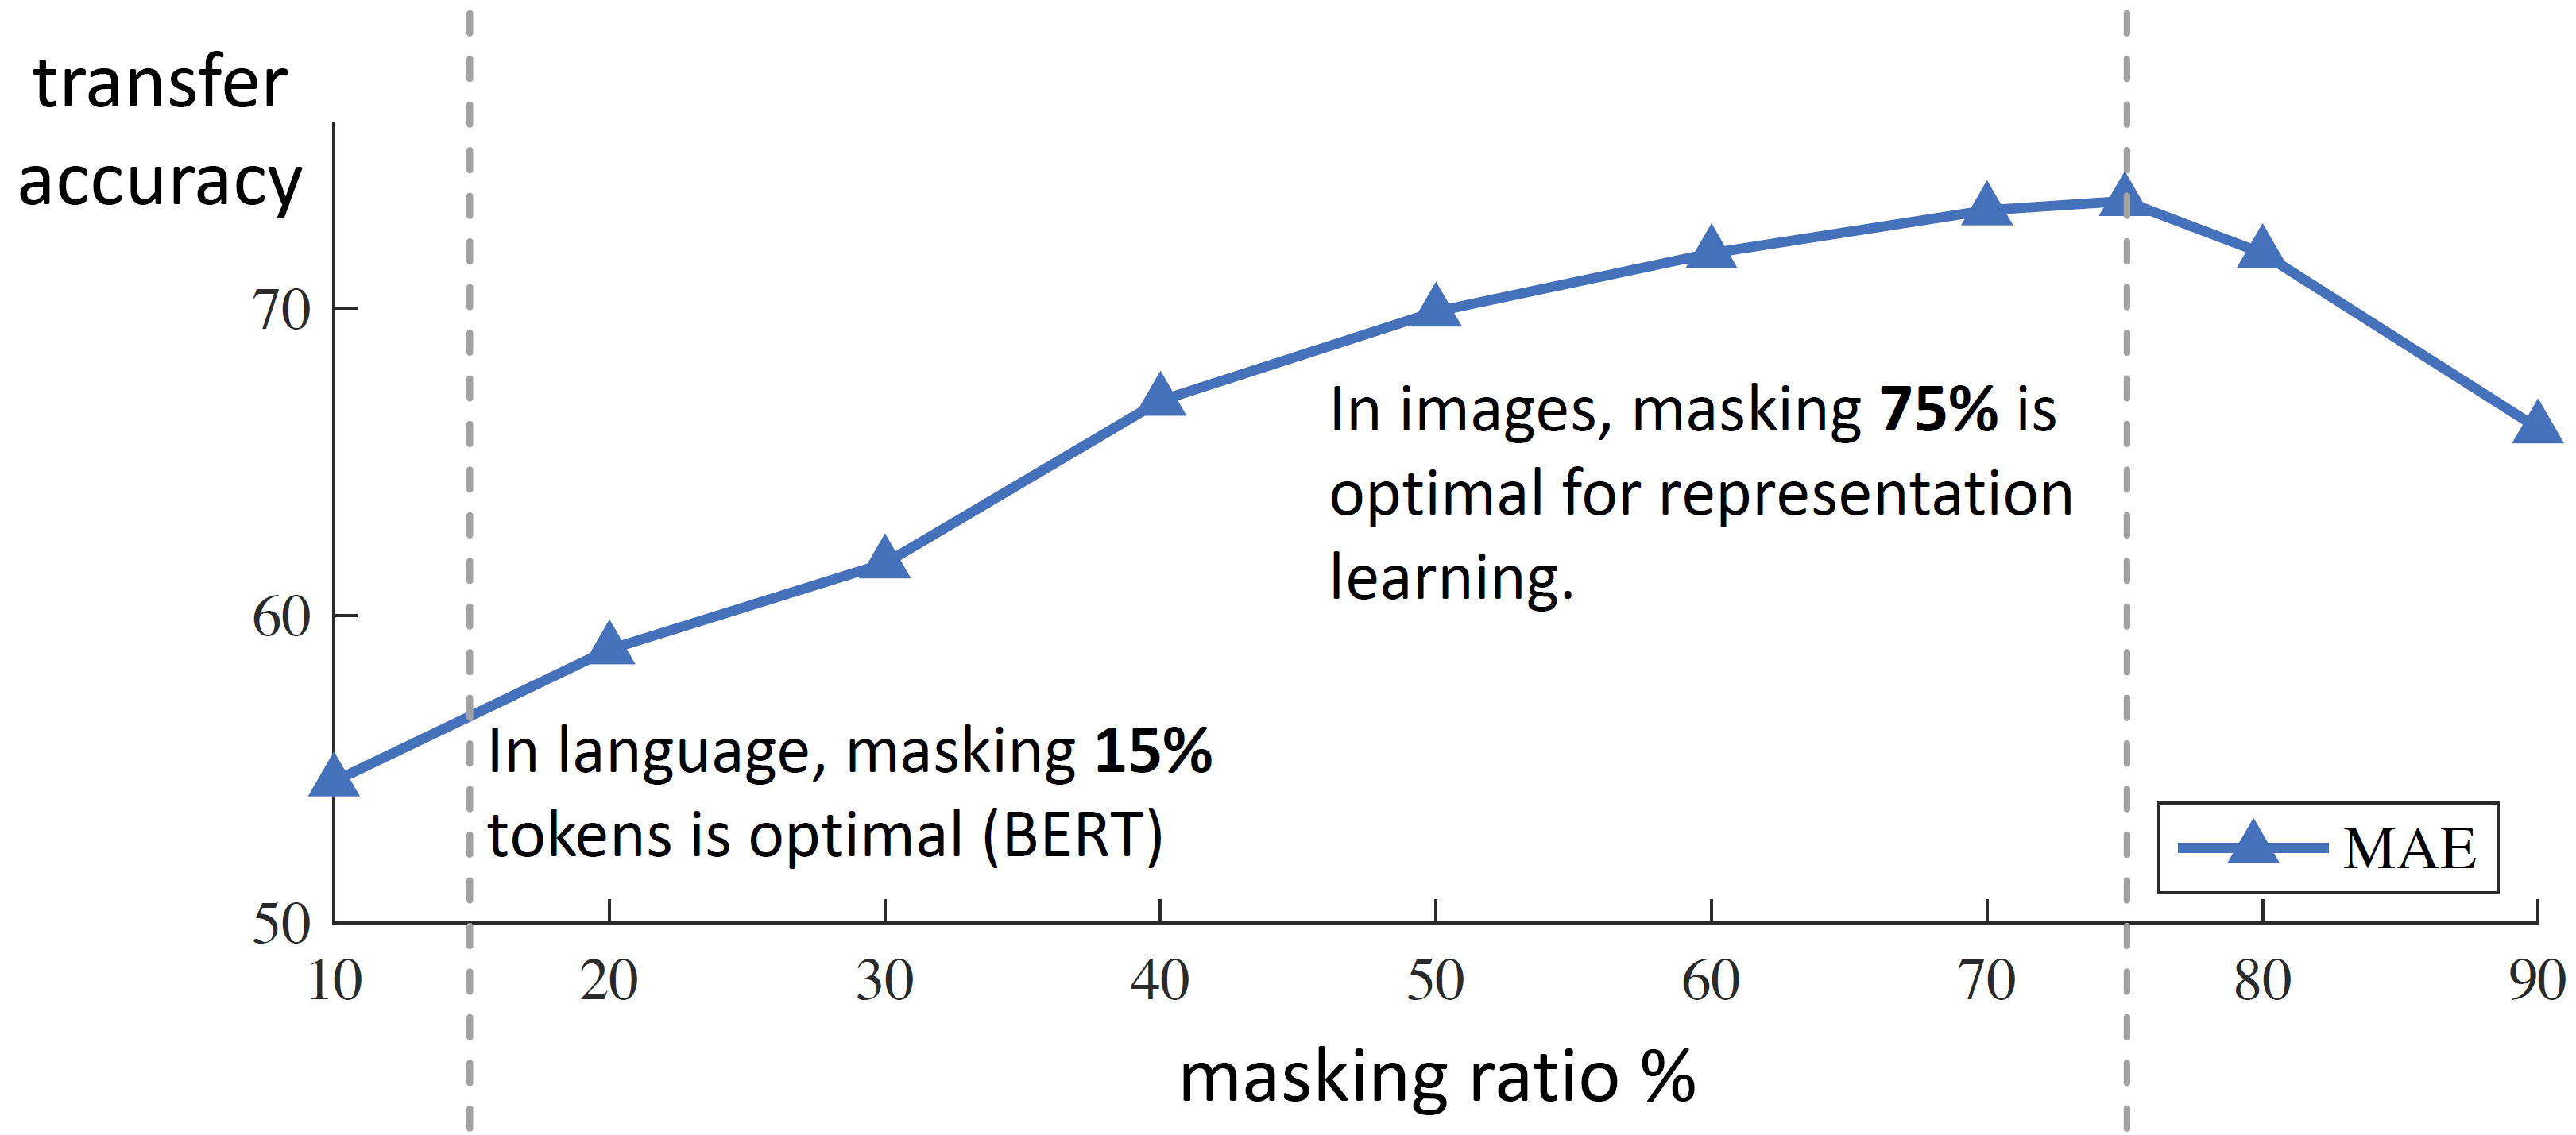 transfer
accuracy
70
60
50
In images, masking 75% is
optimal for representation
learning.
In language, masking 15%
tokens is optimal (BERT)
MAE
10 20 30 40 50 60 70 80 90
masking ratio %